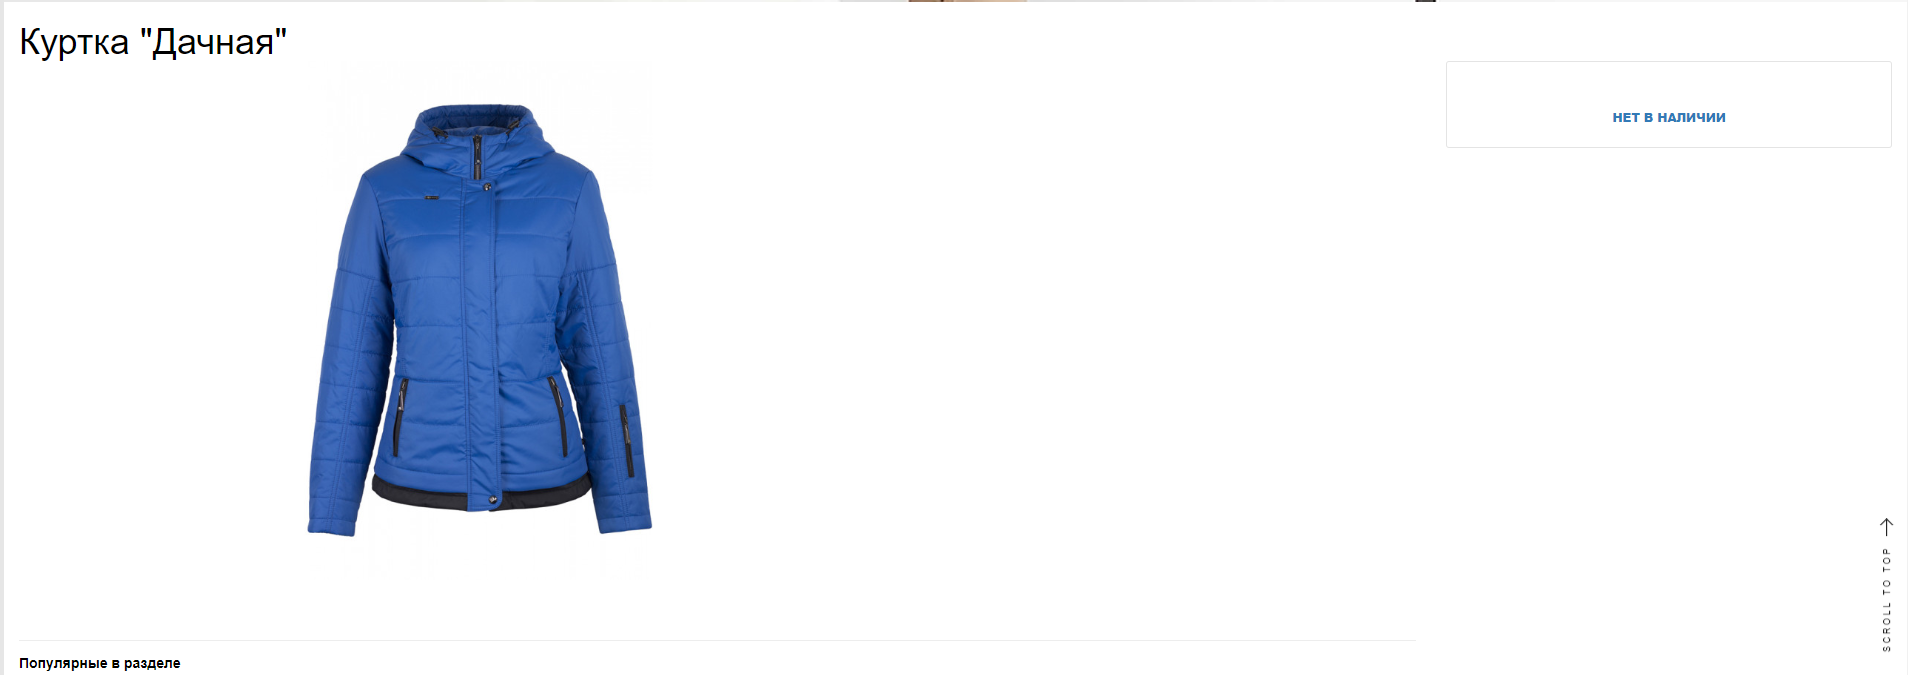 Куртка "Дачная"
НЕТ В НАЛИЧИИ
SCROLL TO TOP
Популярные в разделе